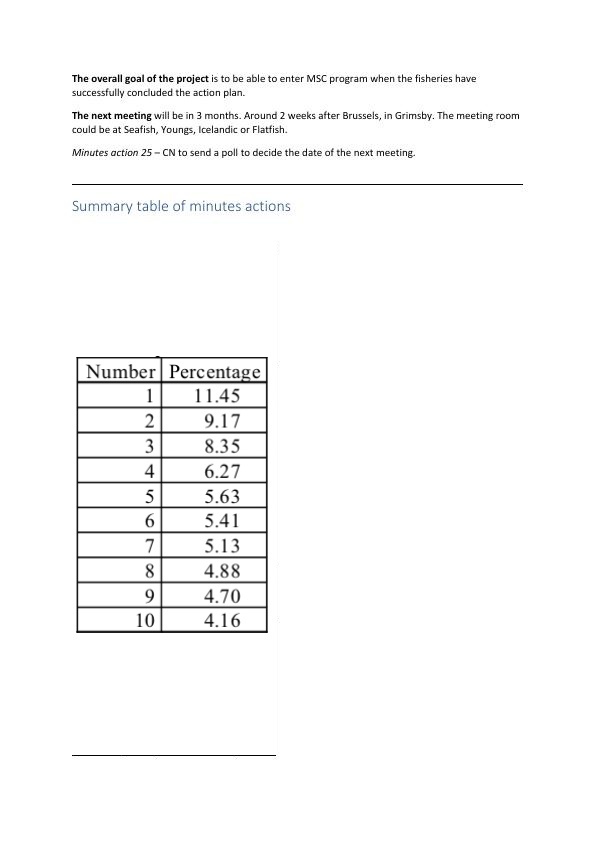 The overall goal of the project is to be able to enter MSC program when the fisheries have
successfully concluded the action plan.
The next meeting will be in 3 months. Around 2 weeks after Brussels, in Grimsby. The meeting room
could be at Seafish, Youngs, Icelandic or Flatfish.
Minutes action 25 – CN to send a poll to decide the date of the next meeting.
Summary table of minutes actions
Number Percentage
1 11.45
2 9.17
3 8.35
4 6.27
5 5.63
6 5.41
7 5.13
8 4.88
9 4.70
10 4.16